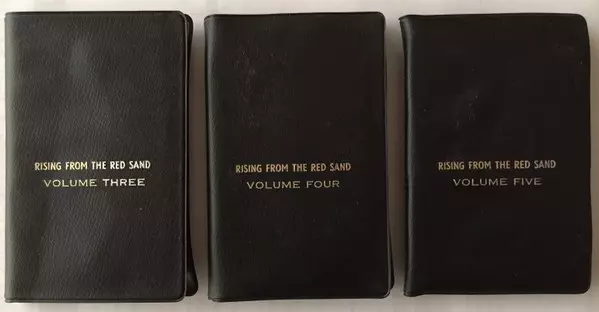 RISING FROM THE RED SAND
VOLUME THREE
RISING FROM THE RED SAND
VOLUME FOUR
RISING FROM THE RED SAND
VOLUME FIVE